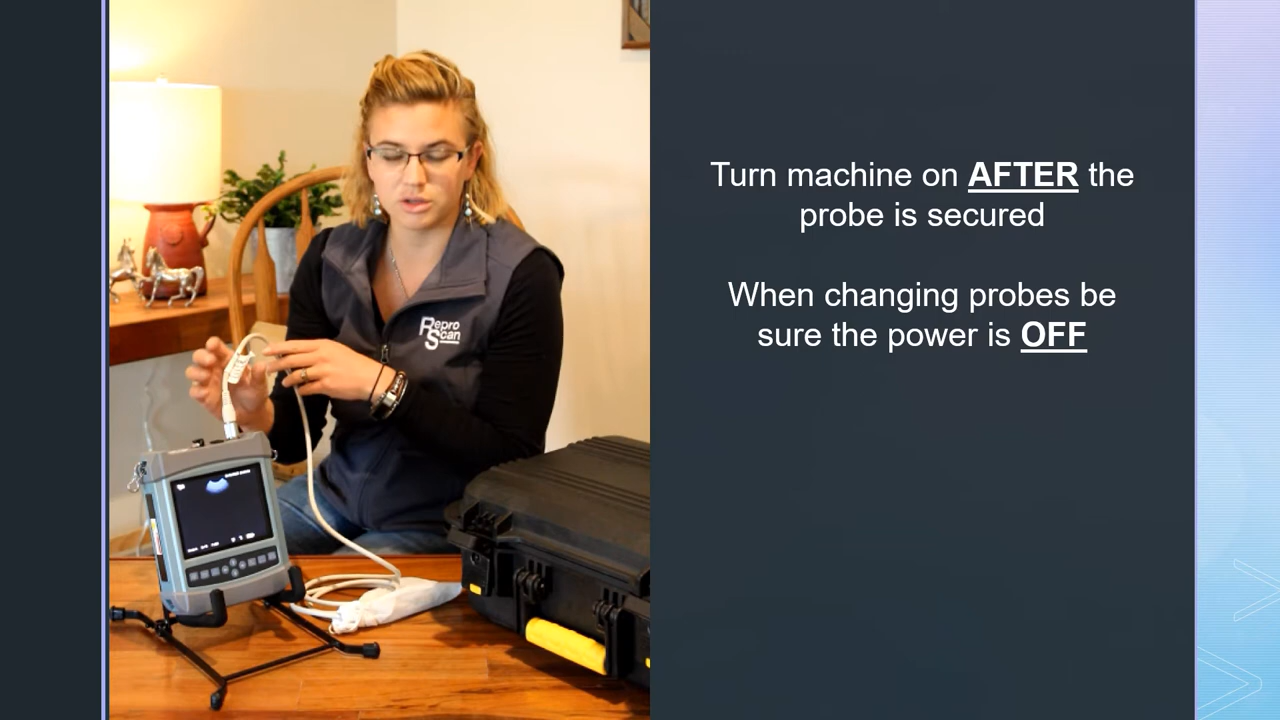 Repro
Scan
Turn machine on AFTER the
probe is secured
When changing probes be
sure the power is OFF